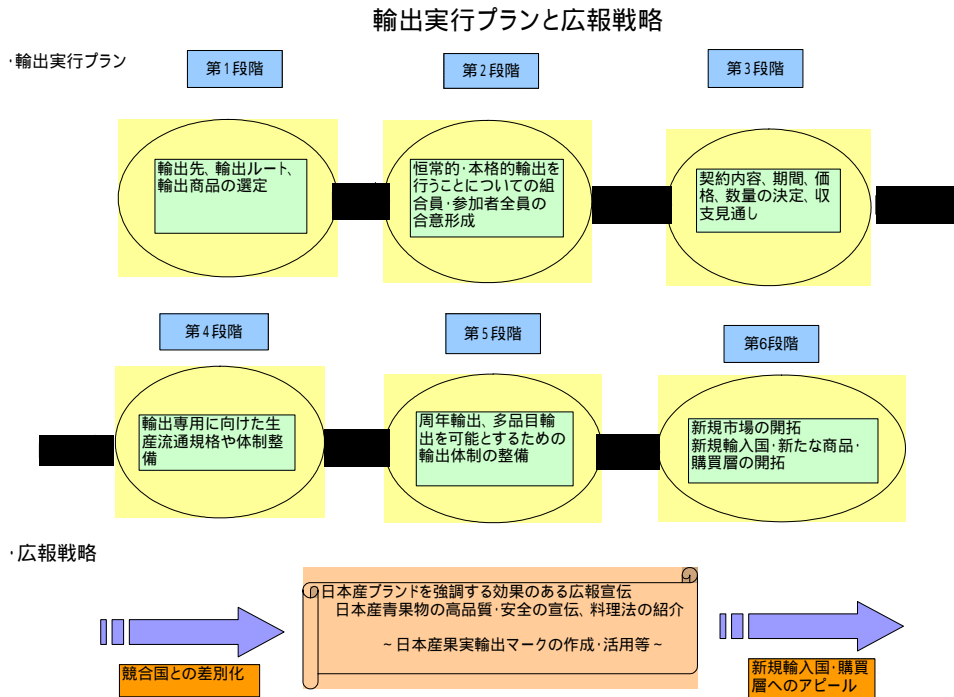 輸出実行プランと広報戦略
・輸出実行プラン
第1段階
第2段階
第3段階
輸出先、輸出ルート、
輸出商品の選定
恒常的・本格的輸出を
行うことについての組
合員・参加者全員の
合意形成
契約内容、期間、価
格、数量の決定、収
支見通し
第4段階
第5段階
第6段階
輸出専用に向けた生
産流通規格や体制整
備
周年輸出、多品目輸
出を可能とするための
輸出体制の整備
新規市場の開拓
新規輸入国・新たな商品・
購買層の開拓
・広報戦略
日本産ブランドを強調する効果のある広報宣伝
日本産青果物の高品質・安全の宣伝、料理法の紹介
～日本産果実輸出マークの作成・活用等～
競合国との差別化
新規輸入国・購買
層へのアピール